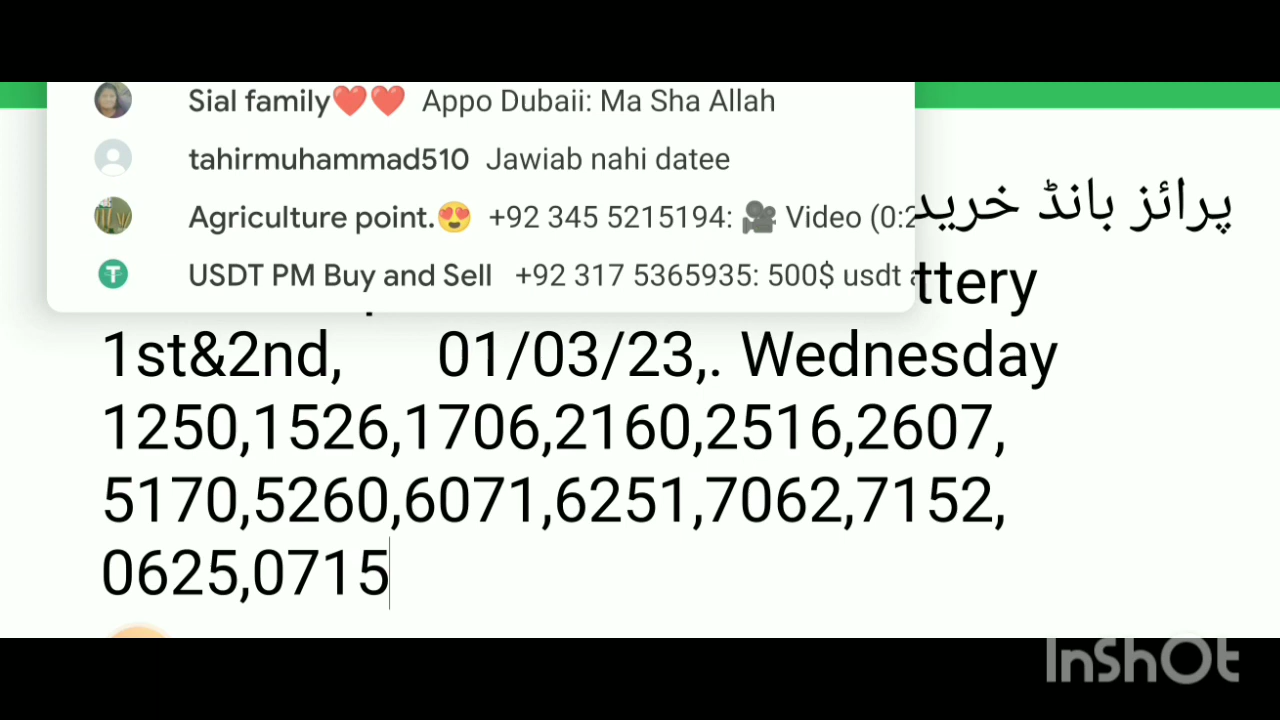 Sial family❤️❤️ Appo Dubaii: Ma Sha Allah
tahirmuhammad510 Jawiab nahi datee
Agriculture point.😍 +92 345 5215194: 🎥 Video (0:2
USDT PM Buy and Sell +92 317 5365935: 500$ usdt
پرائز بانڈ خرید
ttery
1st&2nd, 01/03/23,. Wednesday
1250,1526,1706,2160,2516,2607,
5170,5260,6071,6251,7062,7152,
0625,0715
InShOt